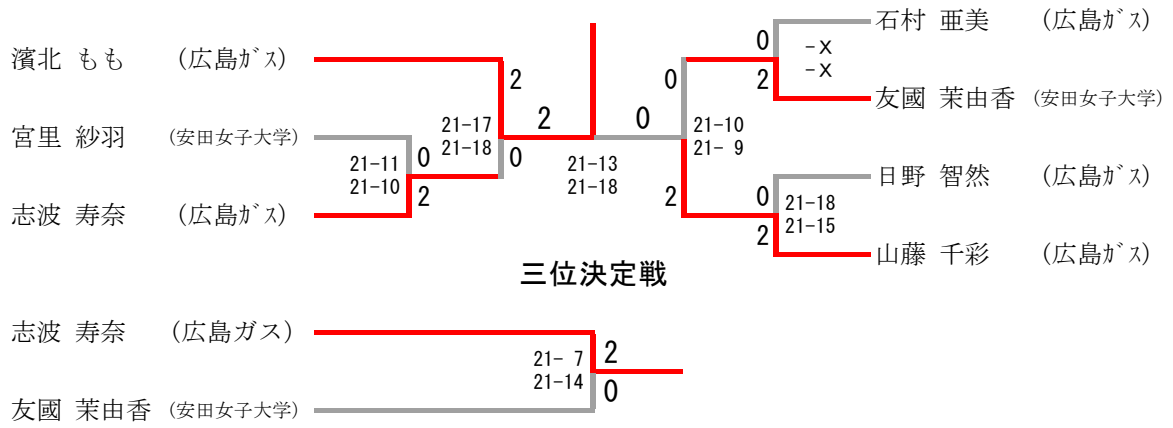 石村 亜美 (広島ガス)
濱北 もも (広島ガス)
0
-X
-X
2
0
2
友國 茉由香 (安田女子大学)
21-17
21-18
2
0
21-10
21- 9
宮里 紗羽 (安田女子大学)
21-11
21-10
0
0
21-13
21-18
日野 智然 (広島ガス)
2
2
0
21-18
21-15
志波 寿奈 (広島ガス)
2
山藤 千彩 (広島ガス)
三位決定戦
志波 寿奈 (広島ガス)
21- 7
21-14
2
0
友國 茉由香 (安田女子大学)